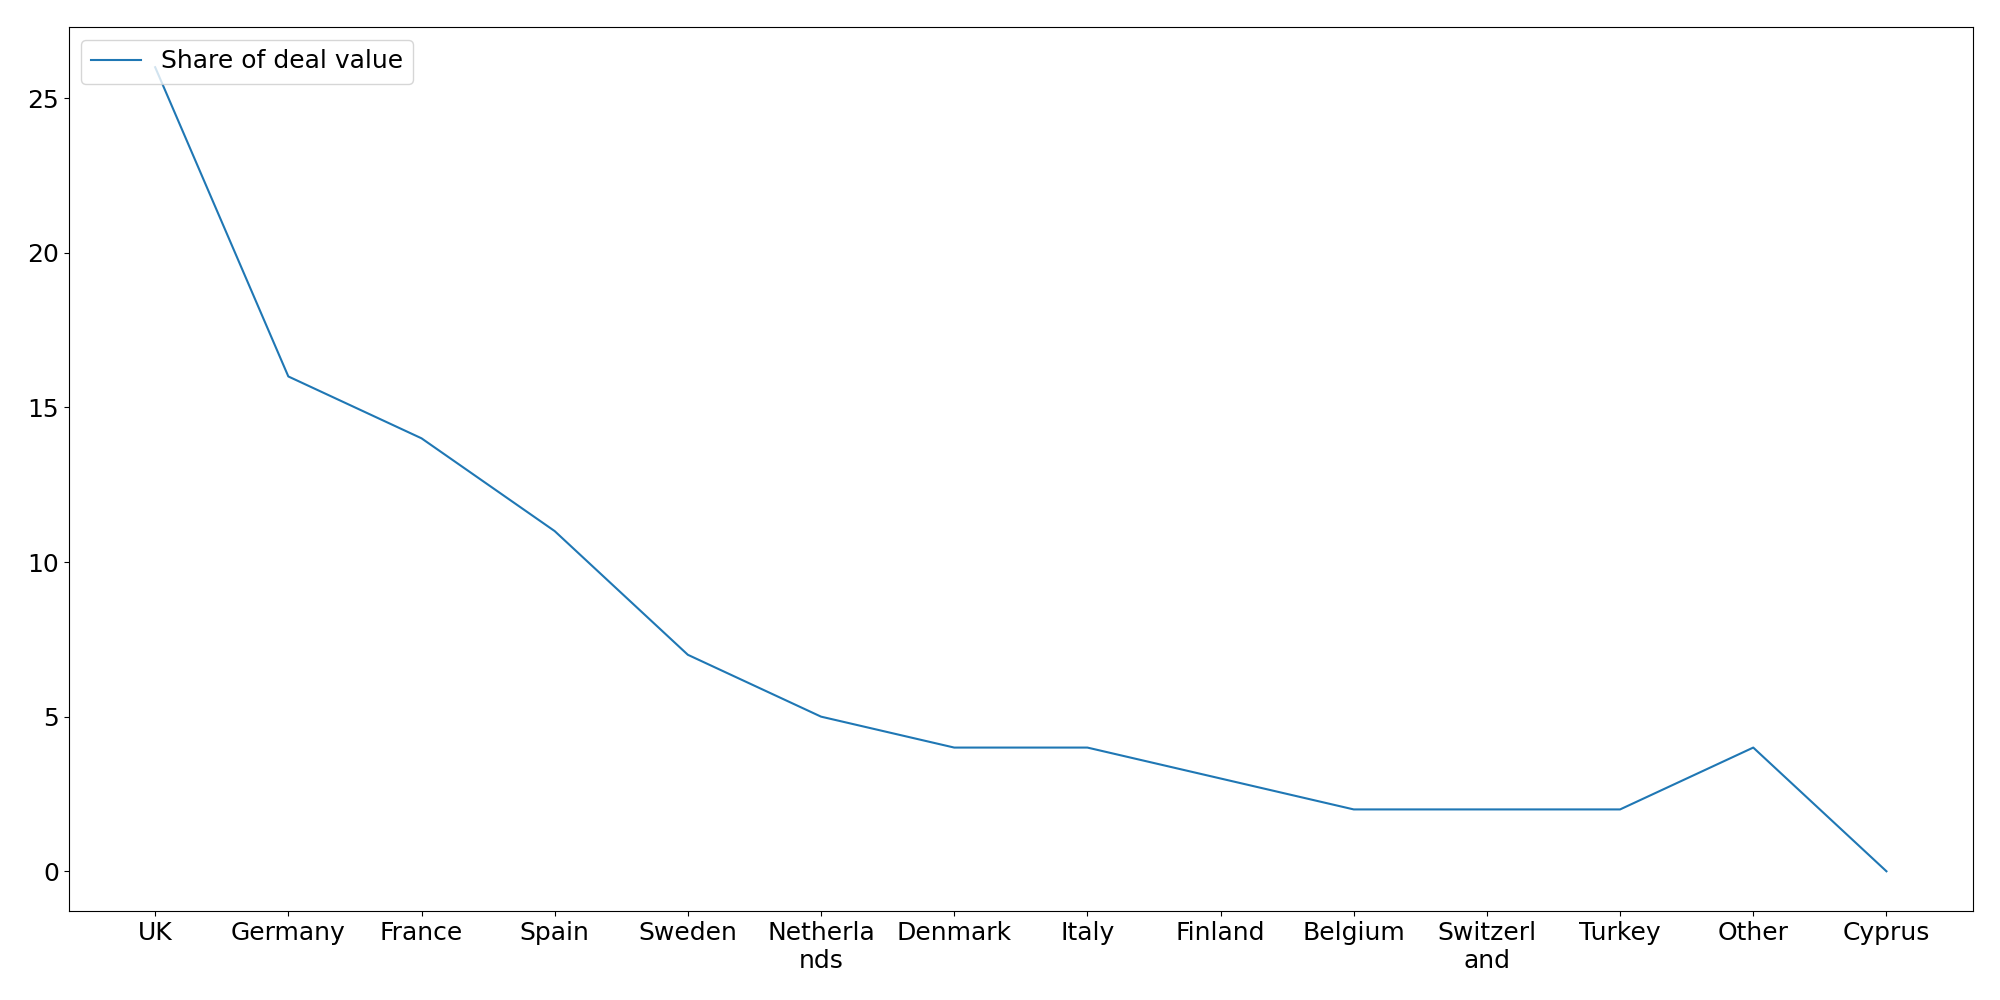 Share of deal value
25
20
15
10
5
0
UK Germany France Spain Sweden Netherla Denmark Italy Finland Belgium Switzerl Turkey Other Cyprus
nds and